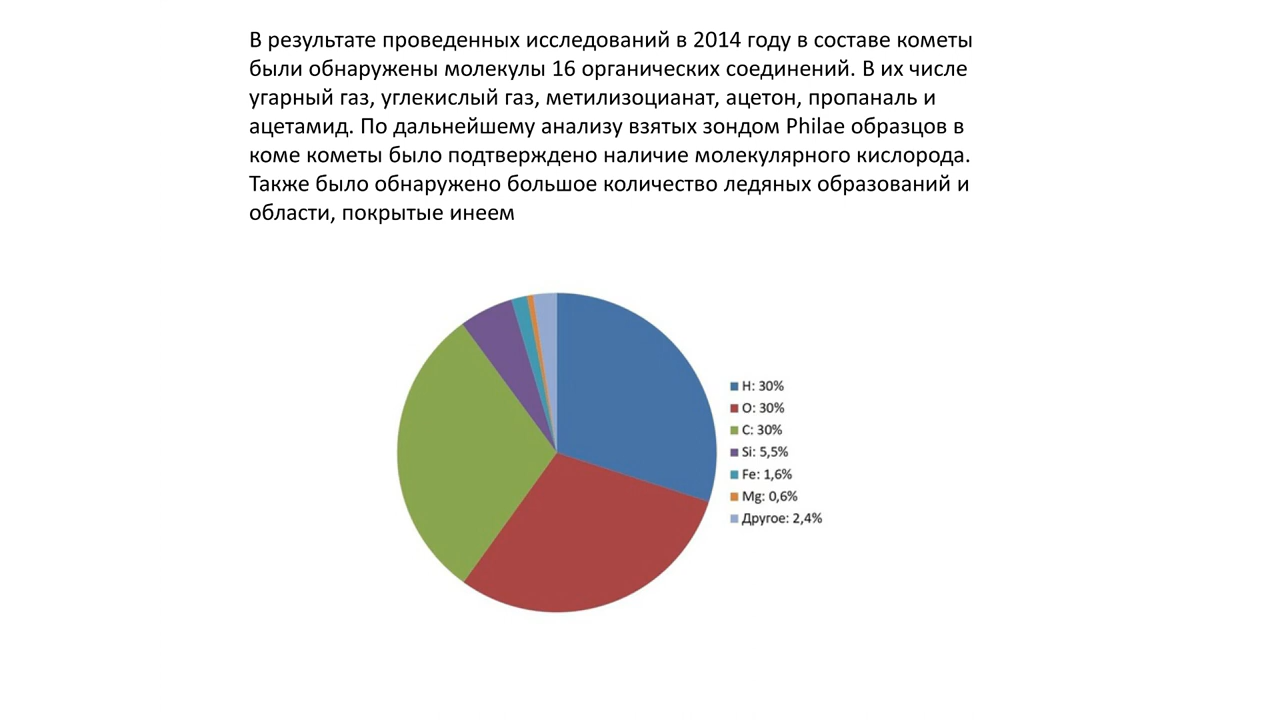 В результате проведенных исследований в 2014 году в составе кометы
были обнаружены молекулы 16 органических соединений. В их числе
угарный газ, углекислый газ, метилизоцианат, ацетон, пропаналь и
ацетамид. По дальнейшему анализу взятых зондом Philae образцов в
коме кометы было подтверждено наличие молекулярного кислорода.
Также было обнаружено большое количество ледяных образований и
области, покрытые инеем
H: 30%
O: 30%
C: 30%
Si: 5,5%
Fe: 1,6%
Mg: 0,6%
Другое: 2,4%